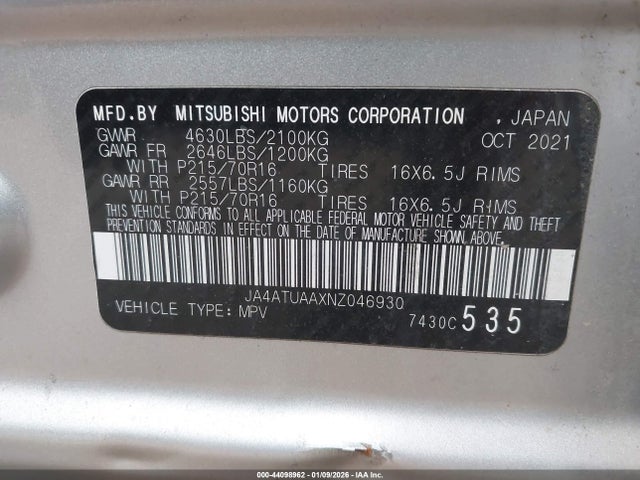 MFD.BY MITSUBISHI MOTORS CORPORATION , JAPAN
GVWR 4630LBS/2100KG OCT 2021
GAWR FR 2646LBS/1200KG
WITH P215/70R16 TIRES 16X6.5J RIMS
GAWR RR 2557LBS/1160KG
WITH P215/70R16 TIRES 16X6.5J RIMS
THIS VEHICLE CONFORMS TO ALL APPLICABLE FEDERAL MOTOR VEHICLE SAFETY AND THEFT
PREVENTION STANDARDS IN EFFECT ON THE DATE OF MANUFACTURE SHOWN ABOVE.
JA4ATUAAXNZ046930
VEHICLE TYPE: MPV 7430C 535
000-44098962 - 01/09/2026 - IAA Inc.